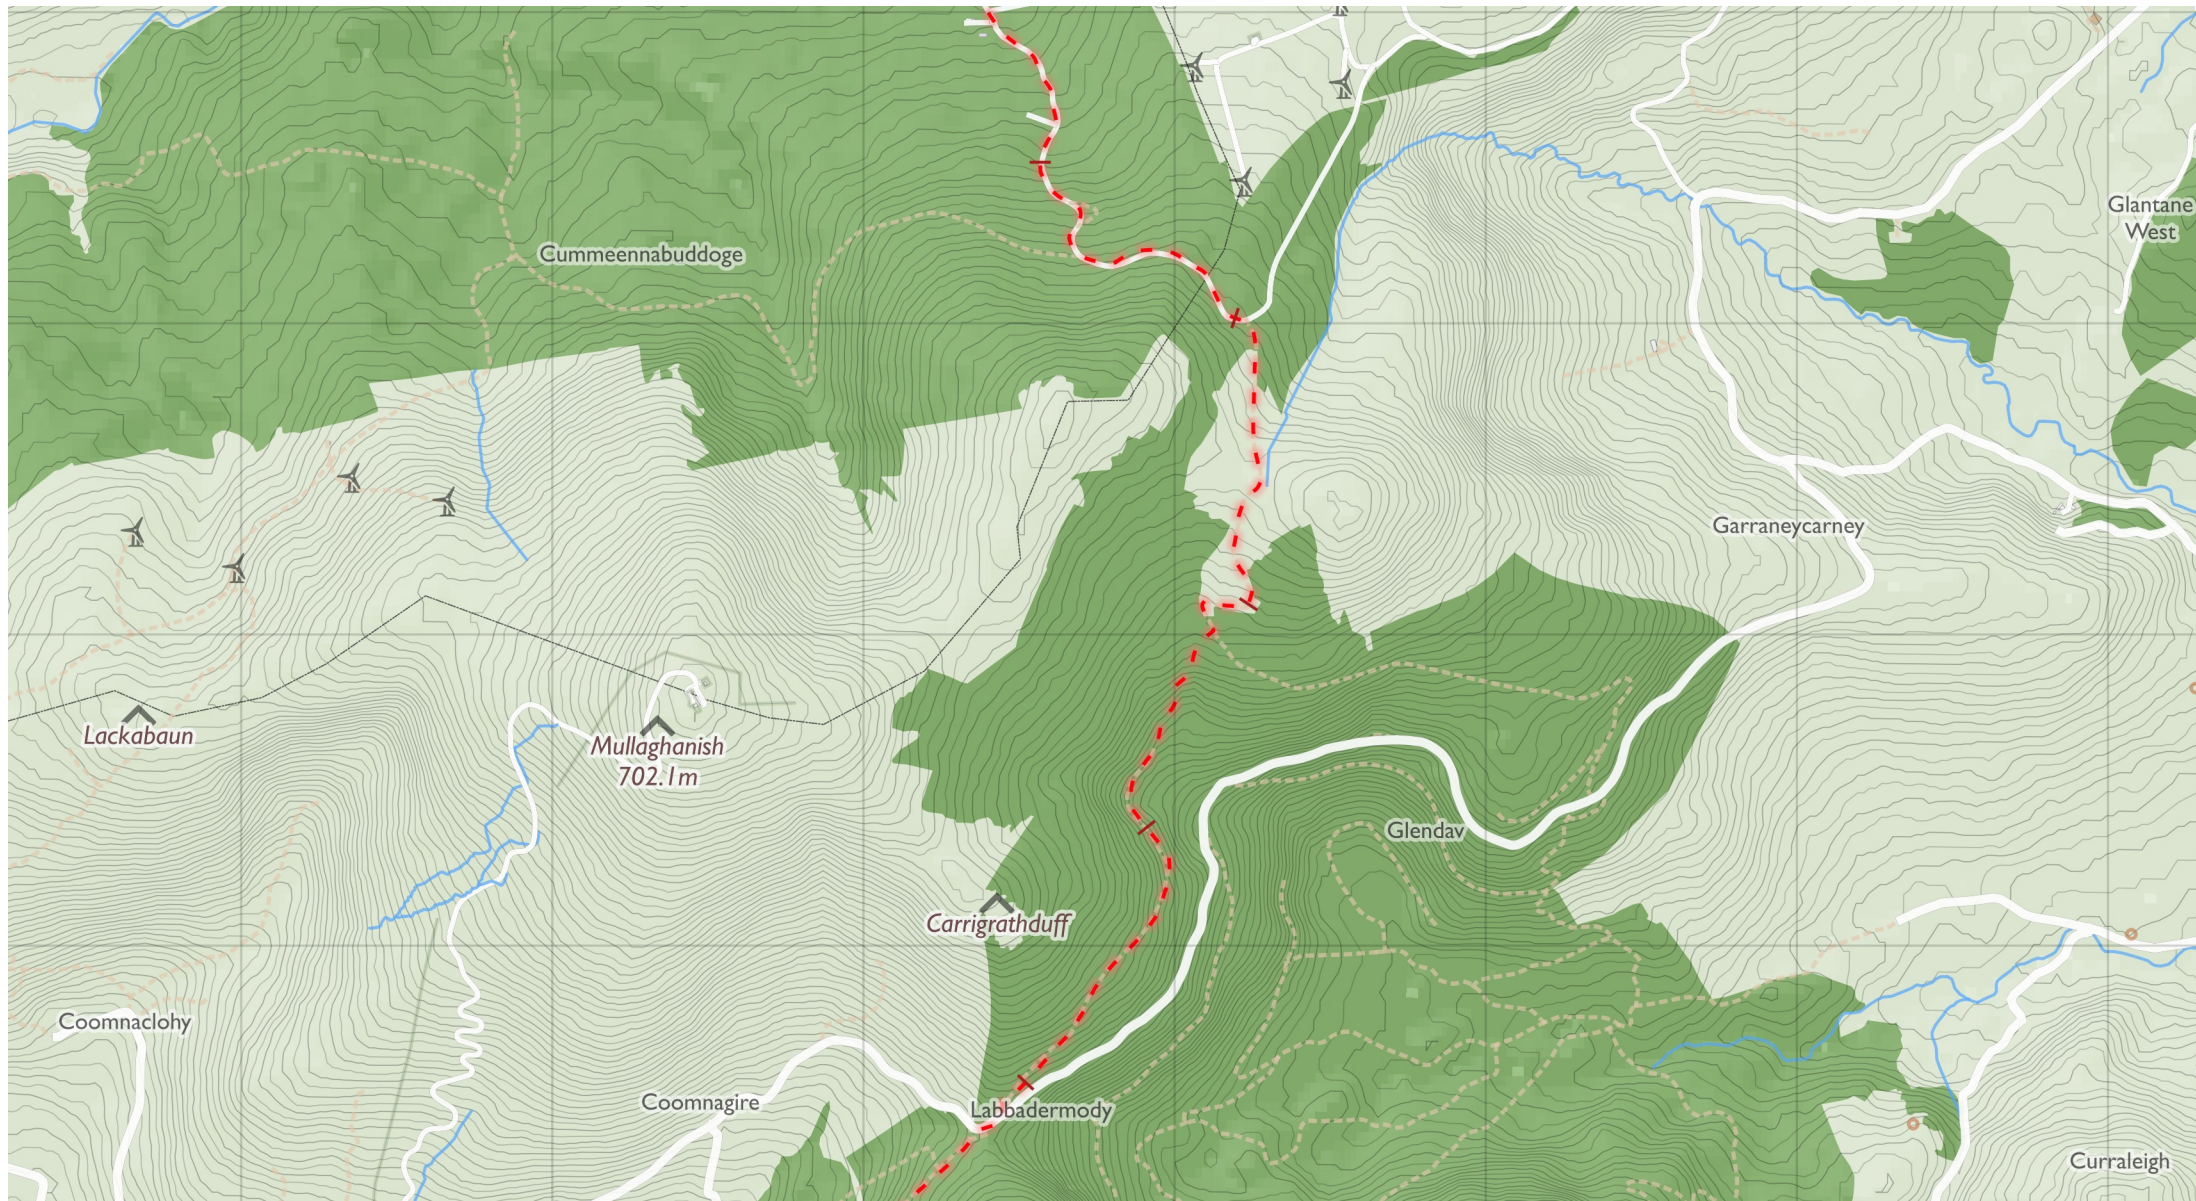 Glantane
West
Cummeennabuddoge
Garraneycarney
Lackabaun
Mullaghanish
702.1m
Glendav
Carrigrathduff
Coomnaclohy
Coomnagire
Labbadermody
Curraleigh